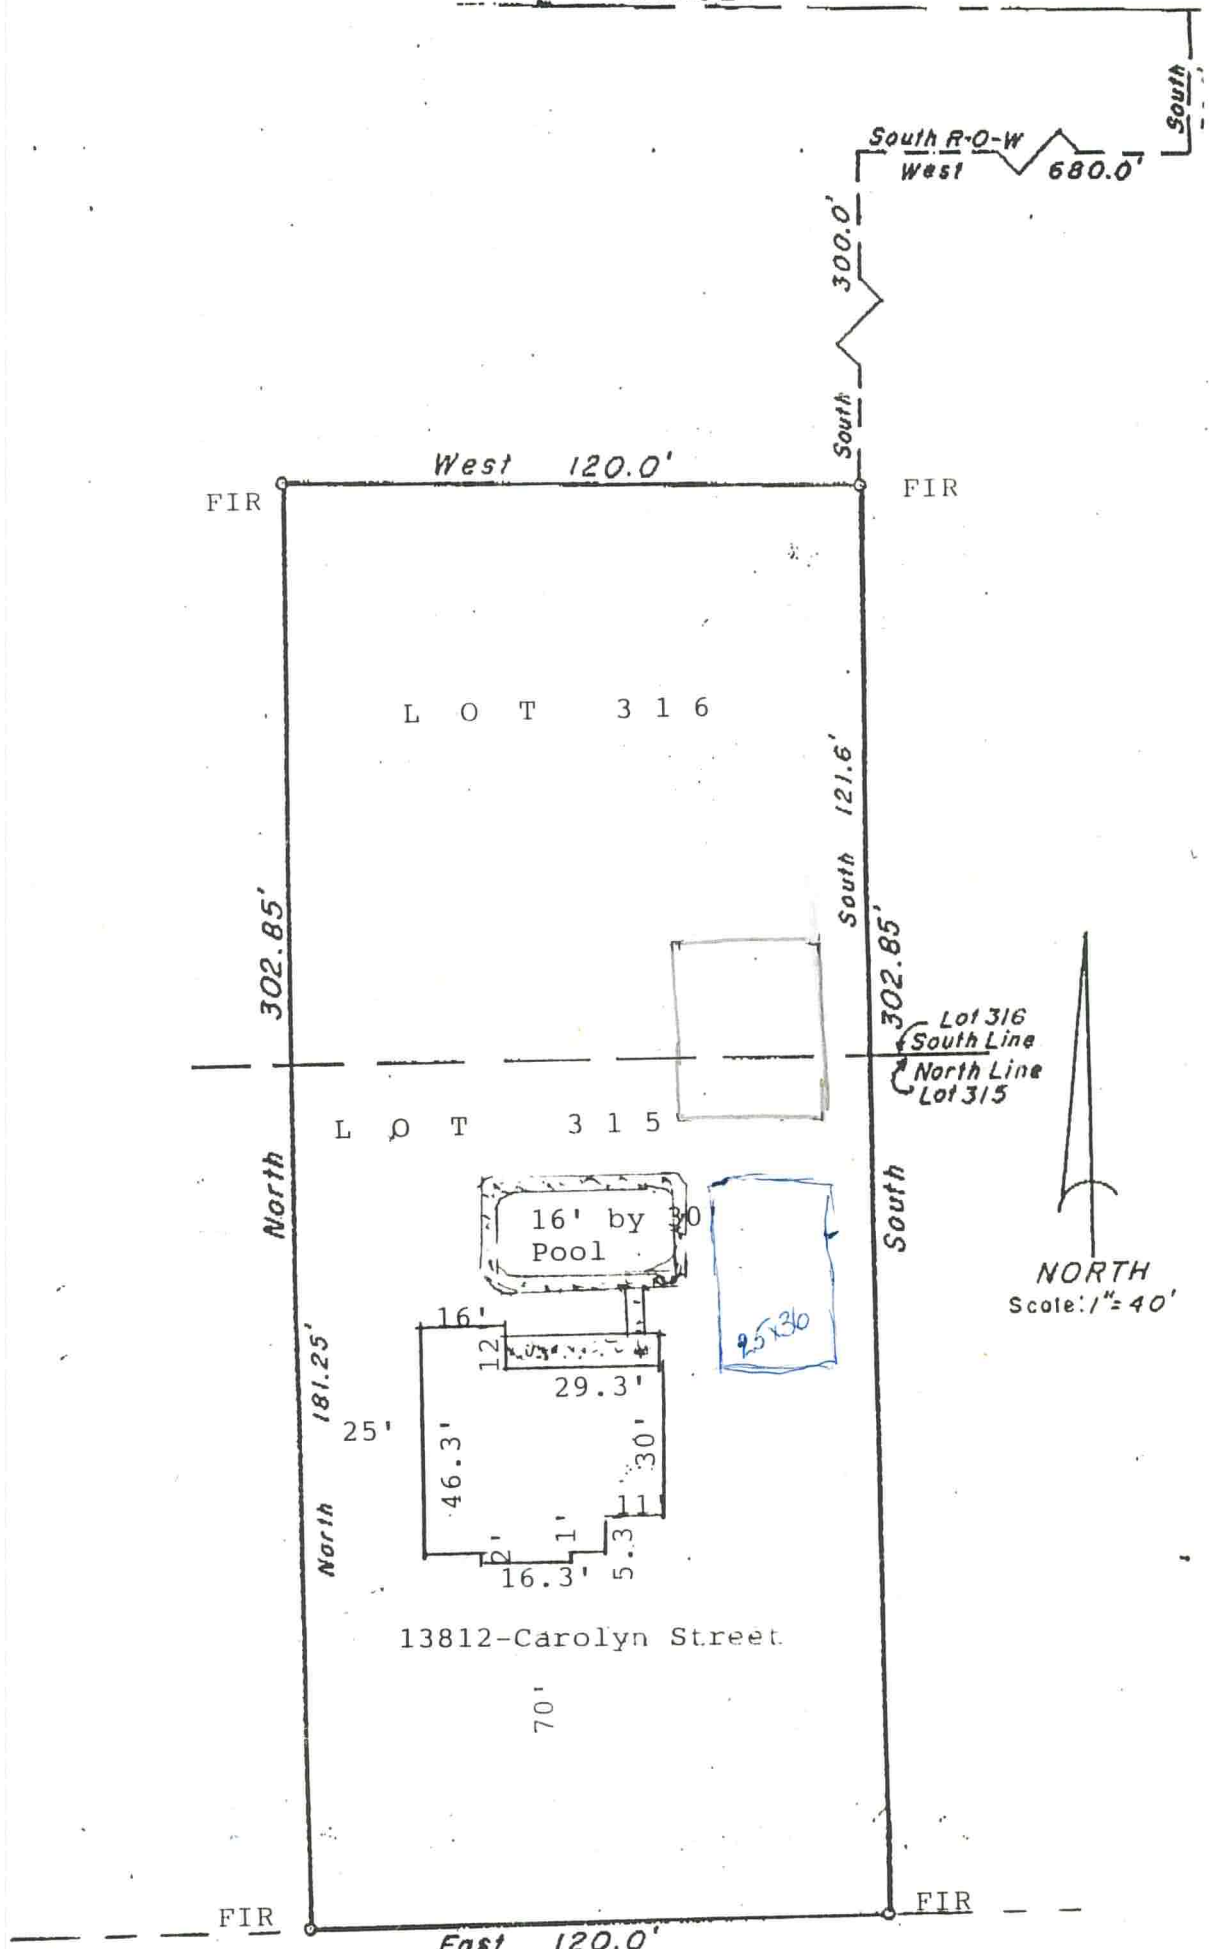 South
South R-O-W
West 680.0'
300.0'
South
West 120.0'
FIR
FIR
LOT 316
South 121.6'
302.85'
302.85'
Lot 316
South Line
North Line
Lot 315
LOT 315
North
South
16' by 30
Pool
NORTH
Scale: 1"= 40'
25x36
16'
12
29.3'
North 181.25'
25'
46.3'
30'
11'
2'
1'
5.3
16.3'
13812-Carolyn Street
70'
FIR
FIR
East 120.0'